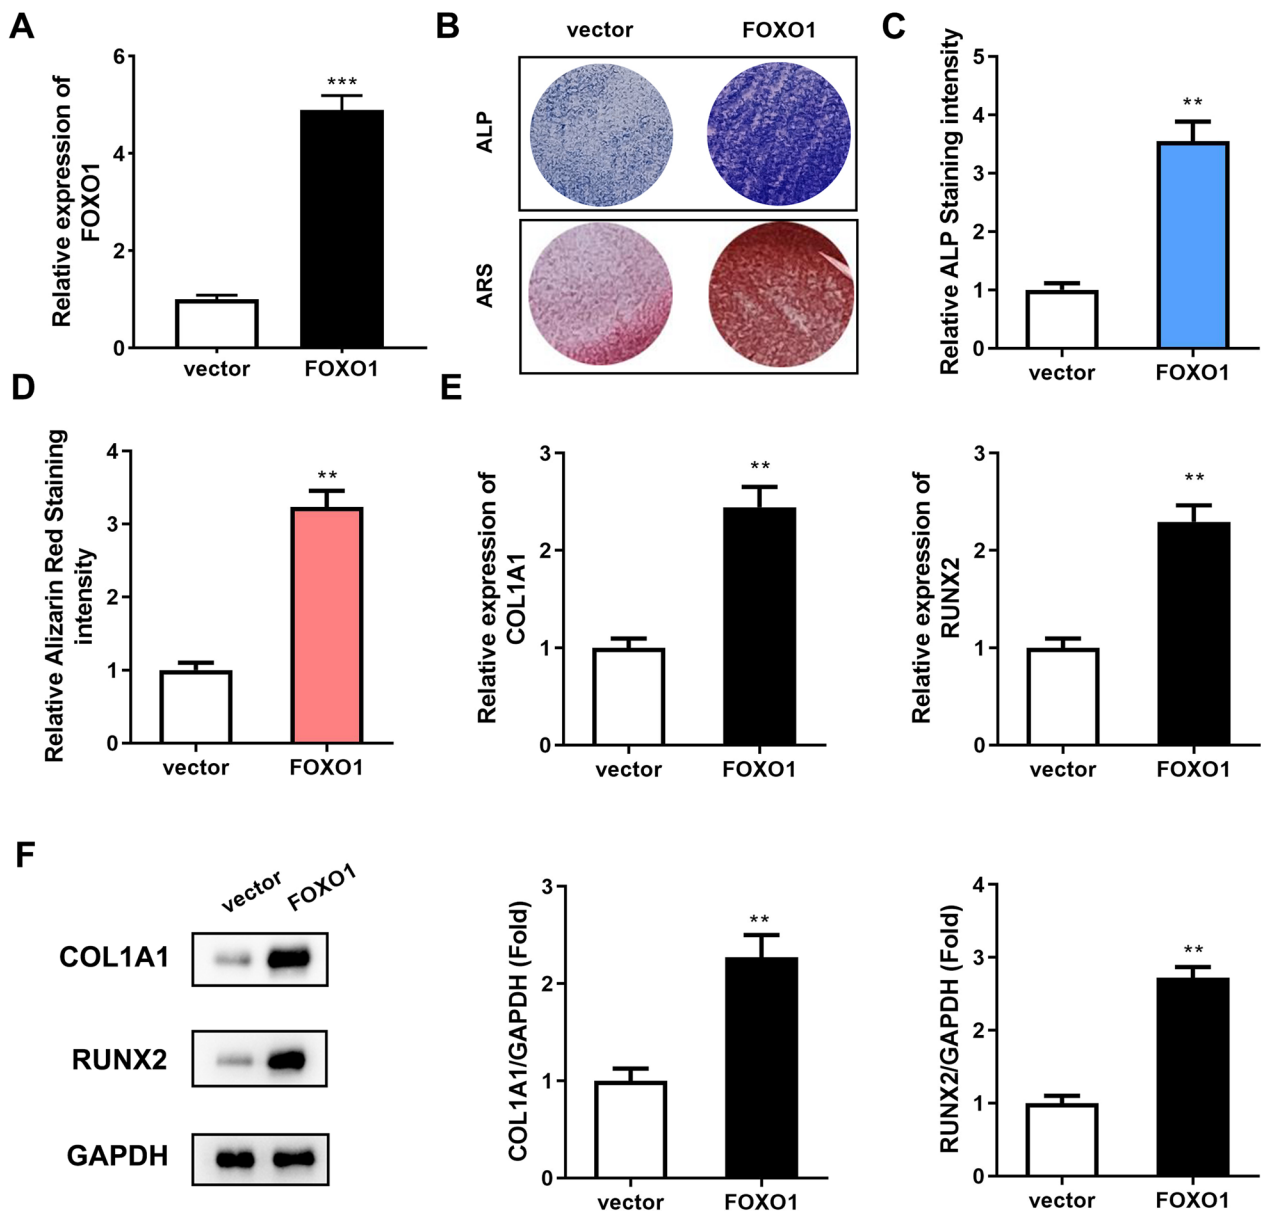 A
Relative expression of
FOXO1
6
4
2
0
***
vector
FOXO1
B
vector
FOXO1
ALP
ARS
C
Relative ALP Staining intensity
5
4
3
2
1
0
**
vector
FOXO1
D
Relative Alizarin Red Staining
intensity
4
3
2
1
0
**
vector
FOXO1
E
Relative expression of
COL1A1
3
2
1
0
**
vector
FOXO1
Relative expression of
RUNX2
3
2
1
0
**
vector
FOXO1
F
vector
FOXO1
COL1A1
RUNX2
GAPDH
COL1A1/GAPDH (Fold)
3
2
1
0
**
vector
FOXO1
RUNX2/GAPDH (Fold)
4
3
2
1
0
**
vector
FOXO1